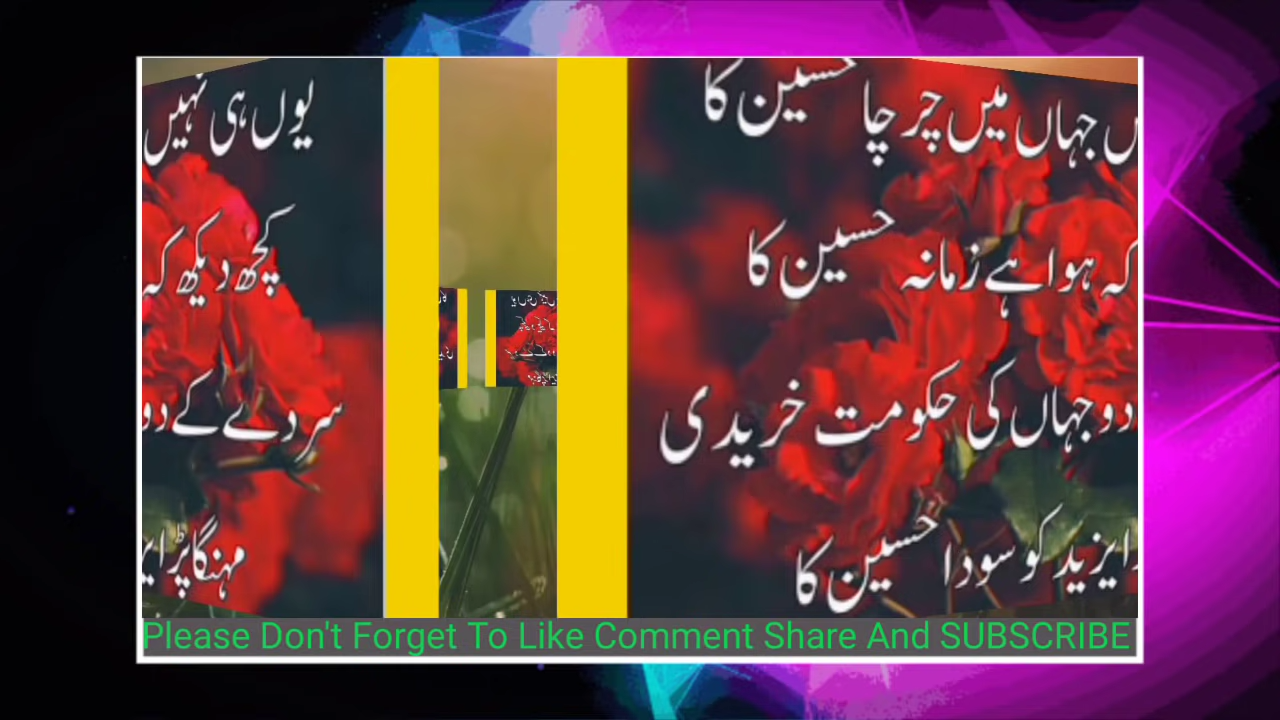 جہاں میں چرچا حسین کا
کہ ہوا ہے زمانہ حسین کا
دو جہاں کی حکومت خریدی
یزید کو سودا حسین کا
یوں ہی نہیں
کچھ دیکھ کہ
سر دے کے دو
مہنگا پڑا
Please Don't Forget To Like Comment Share And SUBSCRIBE